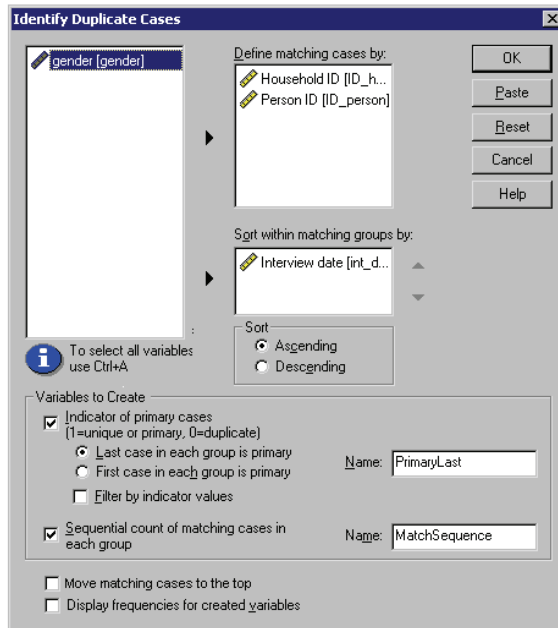 Identify Duplicate Cases
gender [gender]
Define matching cases by:
Household ID [ID_h...
Person ID [ID_person]
OK
Paste
Reset
Cancel
Help
Sort within matching groups by:
Interview date [int_d...
To select all variables
use Ctrl+A
Sort
Ascending
Descending
Variables to Create
Indicator of primary cases
(1=unique or primary, 0=duplicate)
Last case in each group is primary
First case in each group is primary
Name: PrimaryLast
Filter by indicator values
Sequential count of matching cases in
each group
Name: MatchSequence
Move matching cases to the top
Display frequencies for created variables